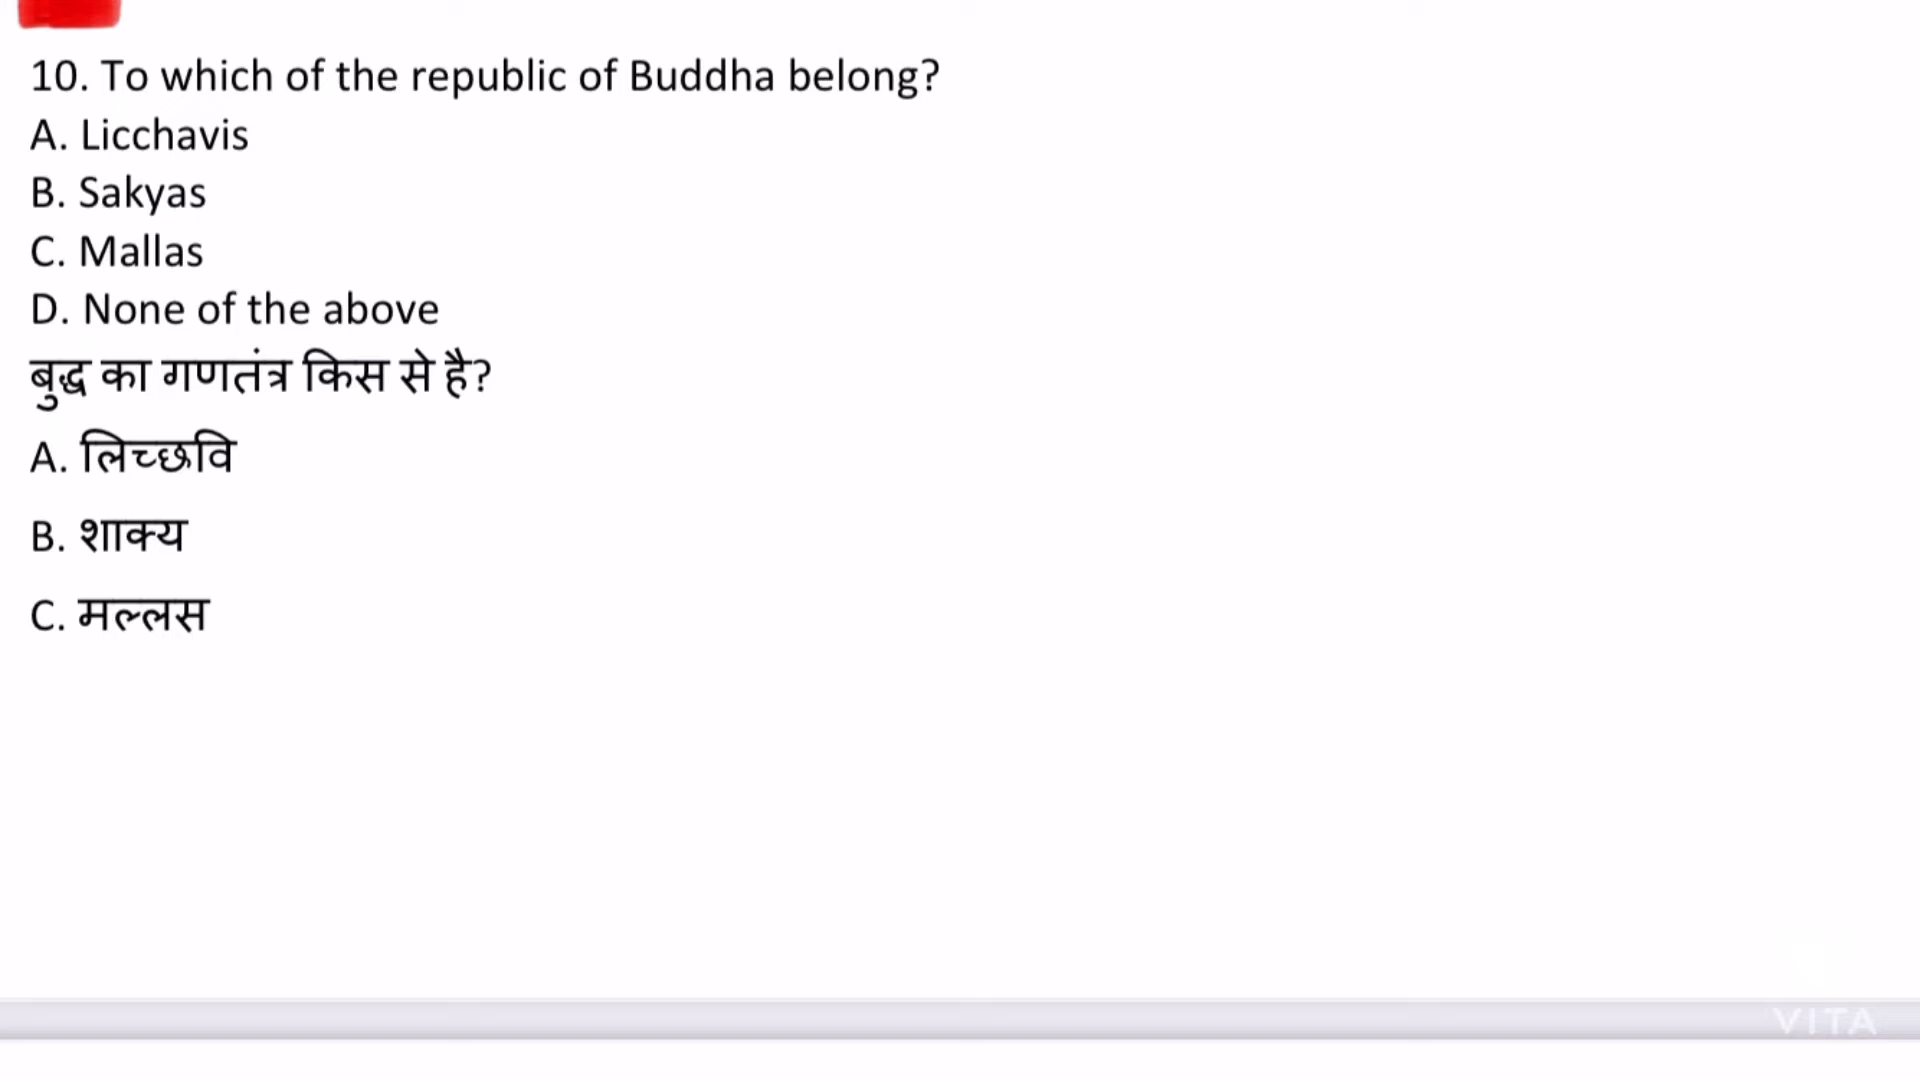 10. To which of the republic of Buddha belong?
A. Licchavis
B. Sakyas
C. Mallas
D. None of the above
बुद्ध का गणतंत्र किस से है?
A. लिच्छवि
B. शाक्य
C. मल्लस
VITA